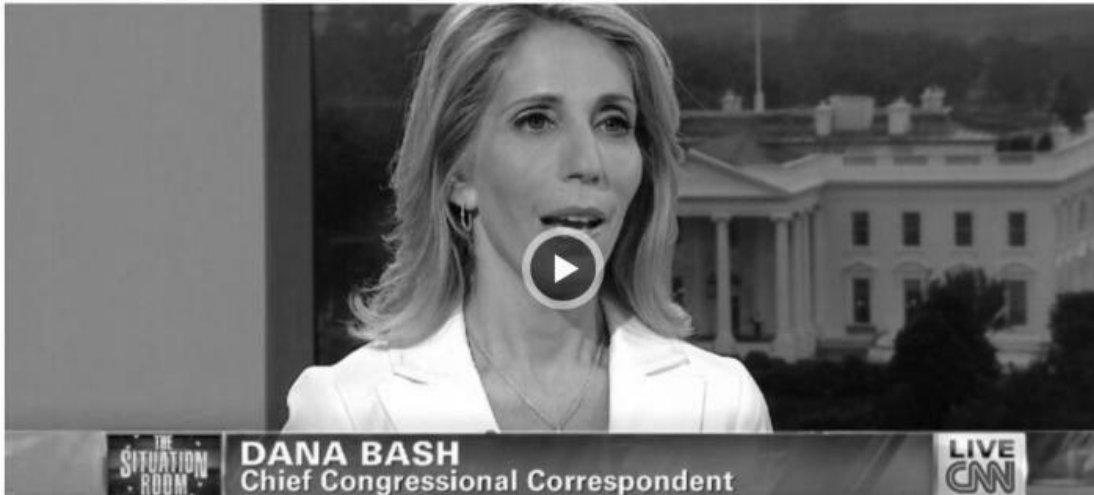 THE
SITUATION
ROOM
DANA BASH
Chief Congressional Correspondent
LIVE
CNN